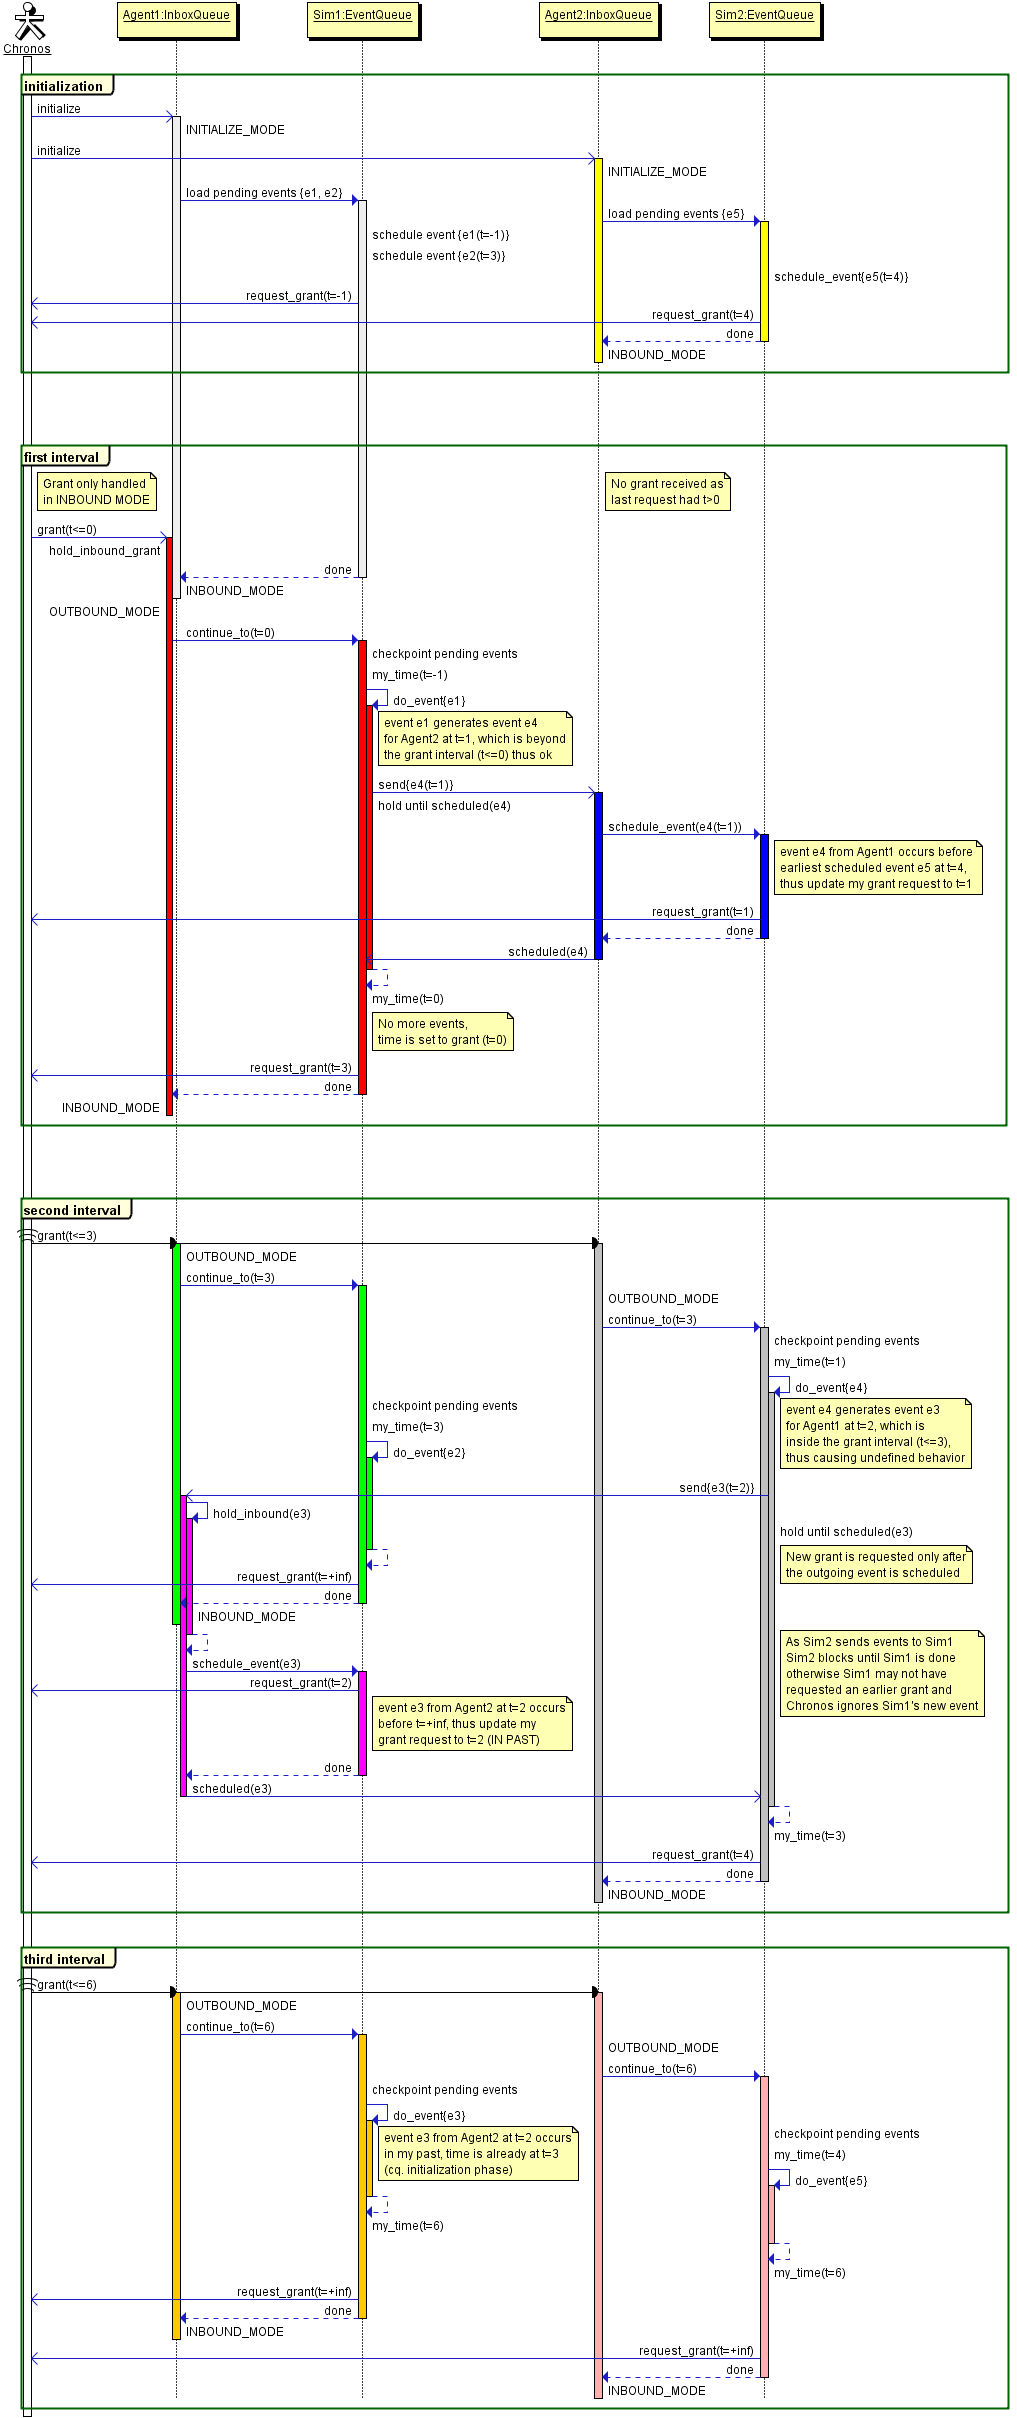 Chronos
Agent1:InboxQueue
Sim1:EventQueue
Agent2:InboxQueue
Sim2:EventQueue
initialization
initialize
INITIALIZE_MODE
initialize
INITIALIZE_MODE
load pending events {e1, e2}
load pending events {e5}
schedule event {e1(t=-1)}
schedule event {e2(t=3)}
schedule_event{e5(t=4)}
request_grant(t=-1)
request_grant(t=4)
done
INBOUND_MODE
first interval
Grant only handled
in INBOUND MODE
No grant received as
last request had t>0
grant(t<=0)
hold_inbound_grant
done
INBOUND_MODE
OUTBOUND_MODE
continue_to(t=0)
checkpoint pending events
my_time(t=-1)
do_event{e1}
event e1 generates event e4
for Agent2 at t=1, which is beyond
the grant interval (t<=0) thus ok
send{e4(t=1)}
hold until scheduled(e4)
schedule_event(e4(t=1))
event e4 from Agent1 occurs before
earliest scheduled event e5 at t=4,
thus update my grant request to t=1
request_grant(t=1)
done
scheduled(e4)
my_time(t=0)
No more events,
time is set to grant (t=0)
request_grant(t=3)
done
INBOUND_MODE
second interval
grant(t<=3)
OUTBOUND_MODE
continue_to(t=3)
OUTBOUND_MODE
continue_to(t=3)
checkpoint pending events
my_time(t=1)
do_event{e4}
event e4 generates event e3
for Agent1 at t=2, which is
inside the grant interval (t<=3),
thus causing undefined behavior
checkpoint pending events
my_time(t=3)
do_event{e2}
send{e3(t=2)}
hold_inbound(e3)
hold until scheduled(e3)
New grant is requested only after
the outgoing event is scheduled
request_grant(t=+inf)
done
INBOUND_MODE
As Sim2 sends events to Sim1
Sim2 blocks until Sim1 is done
otherwise Sim1 may not have
requested an earlier grant and
Chronos ignores Sim1's new event
schedule_event(e3)
request_grant(t=2)
event e3 from Agent2 at t=2 occurs
before t=+inf, thus update my
grant request to t=2 (IN PAST)
done
scheduled(e3)
my_time(t=3)
request_grant(t=4)
done
INBOUND_MODE
third interval
grant(t<=6)
OUTBOUND_MODE
continue_to(t=6)
OUTBOUND_MODE
continue_to(t=6)
checkpoint pending events
do_event{e3}
event e3 from Agent2 at t=2 occurs
in my past, time is already at t=3
(cq. initialization phase)
checkpoint pending events
my_time(t=4)
do_event{e5}
my_time(t=6)
my_time(t=6)
request_grant(t=+inf)
done
INBOUND_MODE
request_grant(t=+inf)
done
INBOUND_MODE